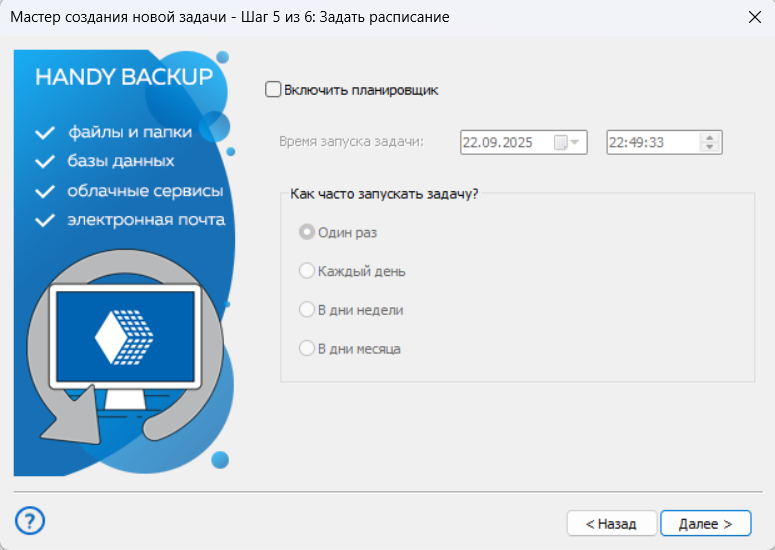 Мастер создания новой задачи - Шаг 5 из 6: Задать расписание
HANDY BACKUP
файлы и папки
базы данных
облачные сервисы
электронная почта
Включить планировщик
Время запуска задачи: 22.09.2025 22:49:33
Как часто запускать задачу?
Один раз
Каждый день
В дни недели
В дни месяца
?
< Назад Далее >